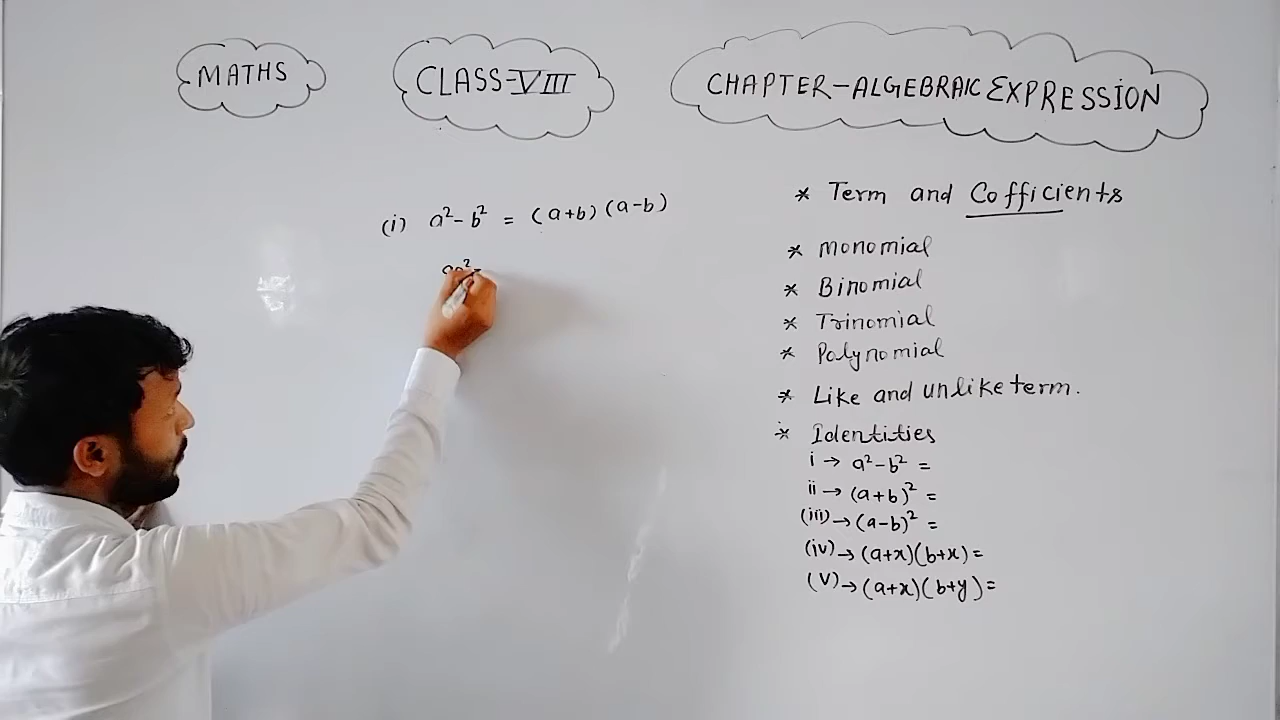 MATHS
CLASS-VIII
CHAPTER-ALGEBRAIC EXPRESSION
(i) a²-b² = (a+b)(a-b)
* Term and Cofficients
* Monomial
* Binomial
* Trinomial
* Polynomial
* Like and unlike term.
* Identities
i → a²-b² =
ii → (a+b)² =
(iii) → (a-b)² =
(iv) → (a+x)(b+x) =
(v) → (a+x)(b+y) =